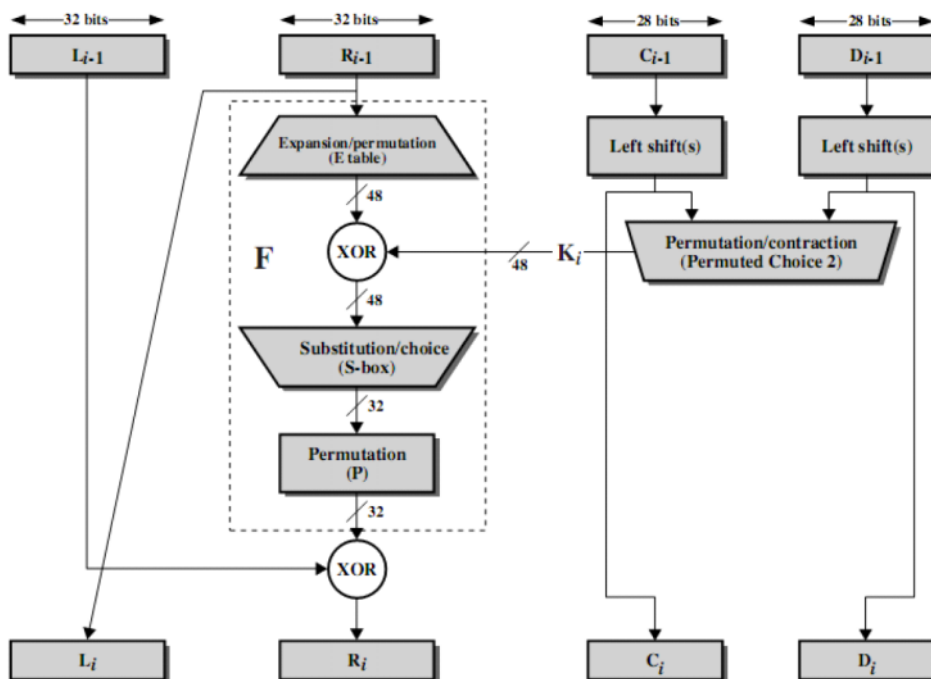 32 bits
32 bits
28 bits
28 bits
Li-1
Ri-1
Ci-1
Di-1
Expansion/permutation
(E table)
Left shift(s)
Left shift(s)
48
F
XOR
48
Ki
Permutation/contraction
(Permuted Choice 2)
48
Substitution/choice
(S-box)
32
Permutation
(P)
32
XOR
Li
Ri
Ci
Di